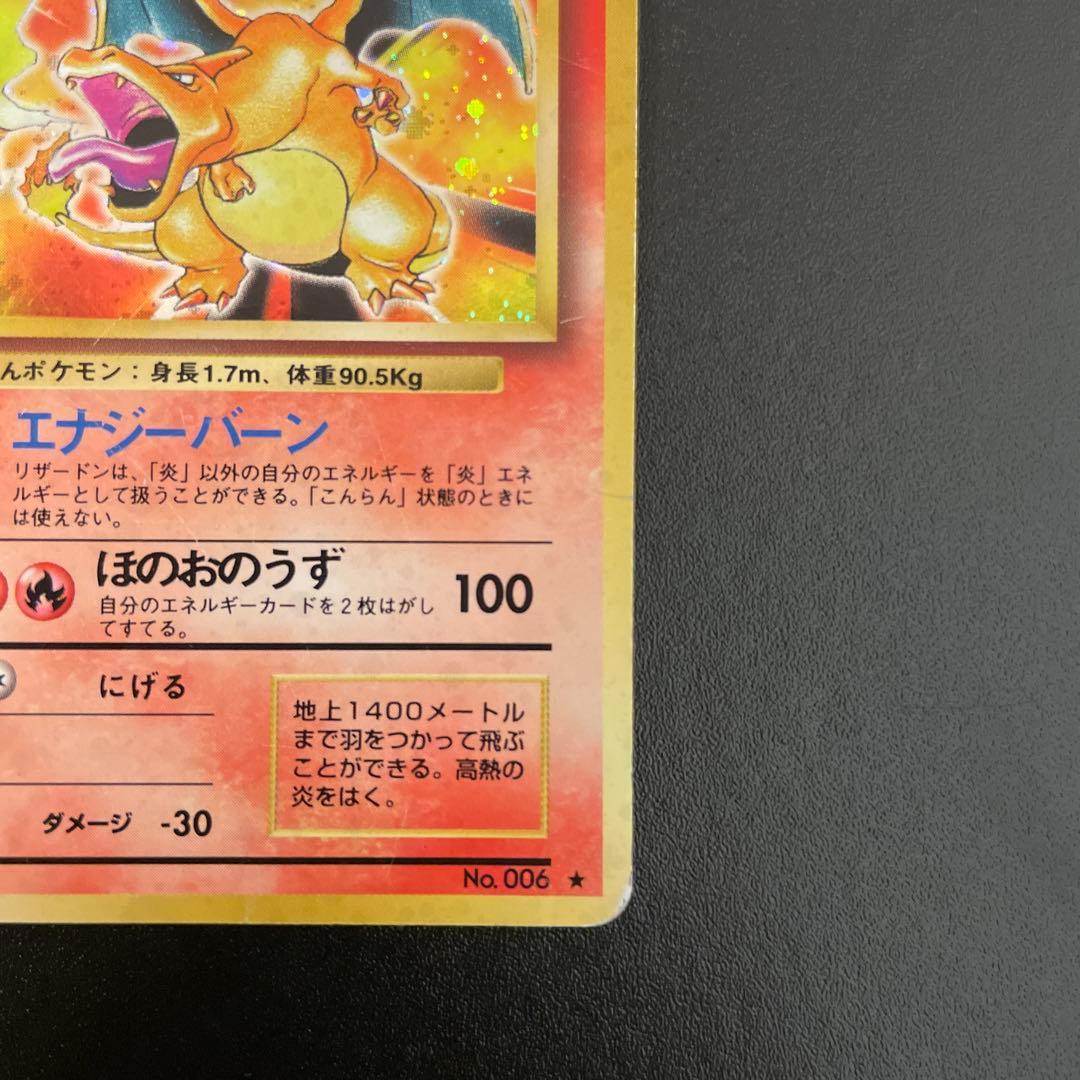 んポケモン：身長1.7m、体重90.5Kg
エナジーバーン
リザードンは、「炎」以外の自分のエネルギーを「炎」エネ
ルギーとして扱うことができる。「こんらん」状態のときに
は使えない。
ほのおのうず 100
自分のエネルギーカードを2枚はがし
てすてる。
にげる
地上1400メートル
まで羽をつかって飛ぶ
ことができる。高熱の
炎をはく。
ダメージ -30
No. 006 ★